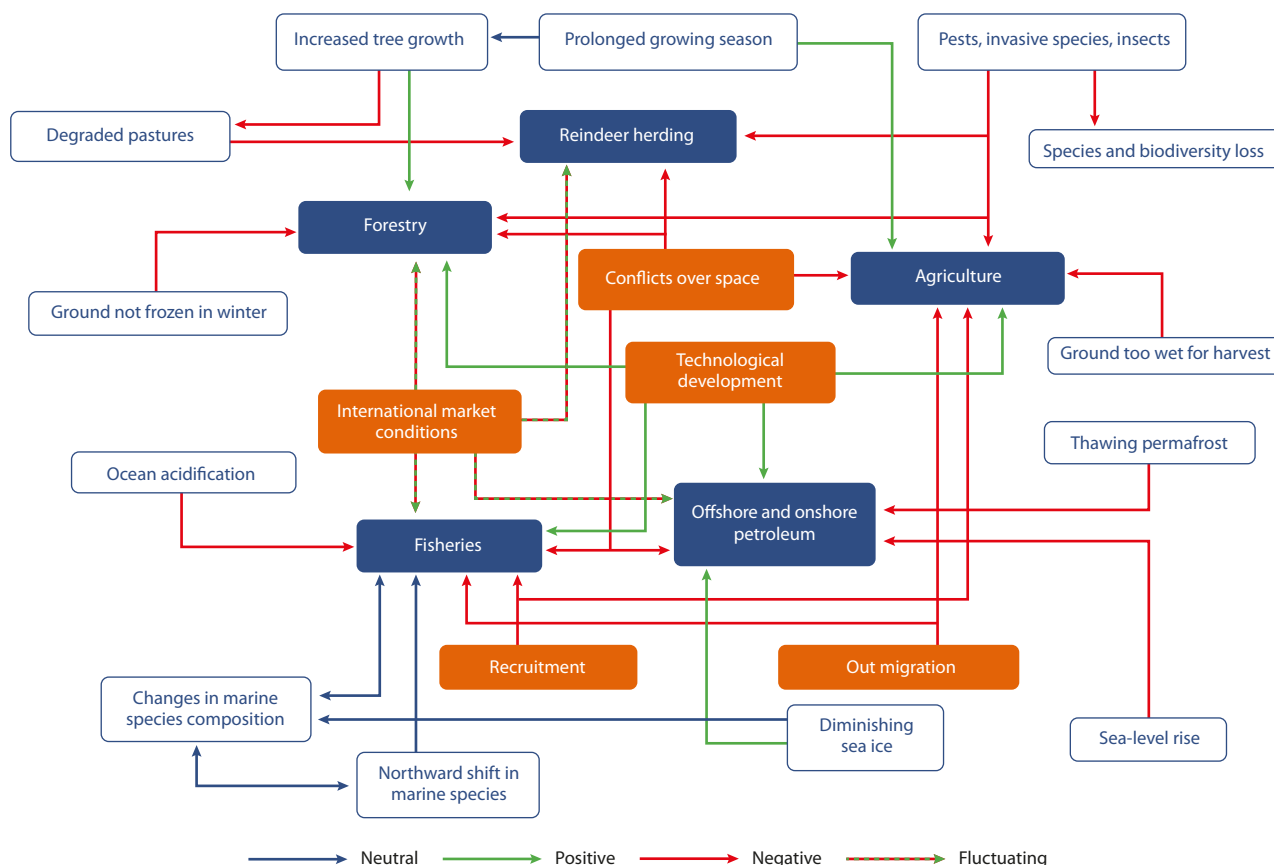 Increased tree growth
Prolonged growing season
Pests, invasive species, insects
Degraded pastures
Reindeer herding
Species and biodiversity loss
Forestry
Conflicts over space
Agriculture
Ground not frozen in winter
Ground too wet for harvest
Technological
development
International market
conditions
Thawing permafrost
Ocean acidification
Offshore and onshore
petroleum
Fisheries
Recruitment
Out migration
Changes in marine
species composition
Diminishing
sea ice
Sea-level rise
Northward shift in
marine species
Neutral
Positive
Negative
Fluctuating